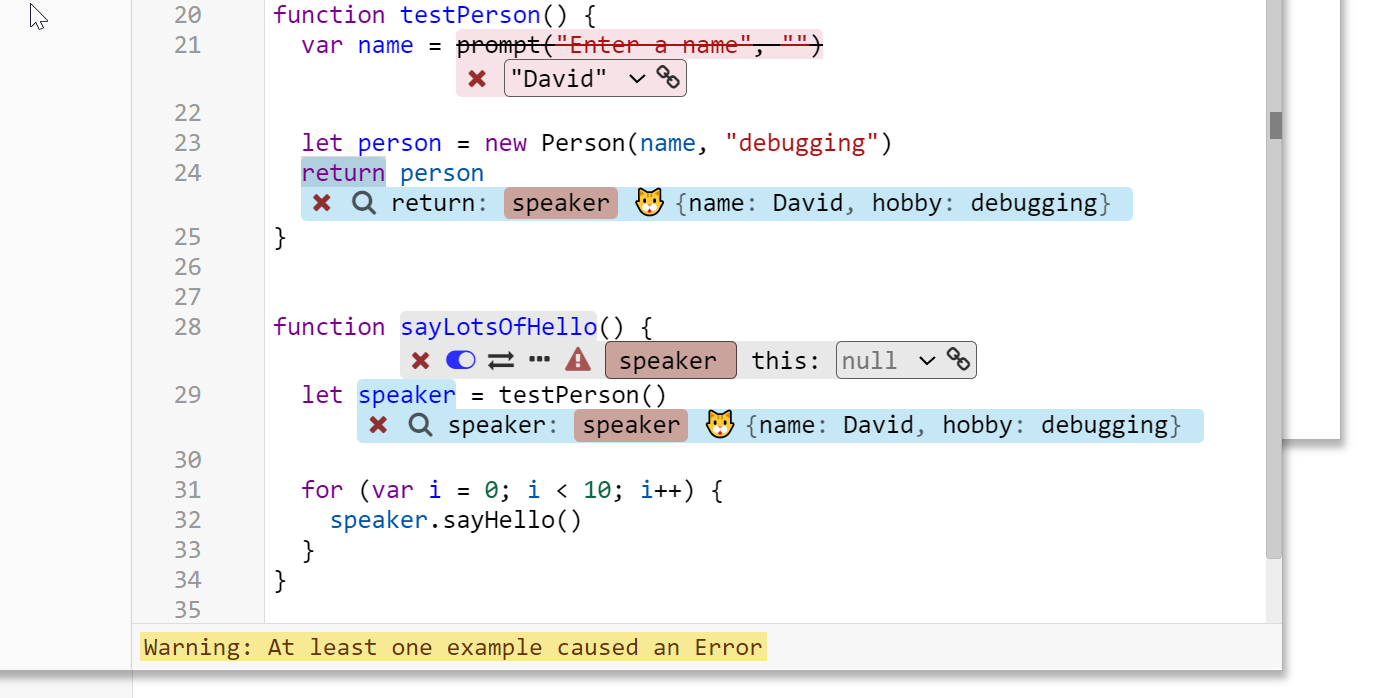 20 function testPerson() {
21 var name = prompt("Enter a name", "")
"David"
22
23 let person = new Person(name, "debugging")
24 return person
return: speaker 🐱 {name: David, hobby: debugging}
25 }
26
27
28 function sayLotsOfHello() {
speaker this: null
29 let speaker = testPerson()
speaker: speaker 🐱 {name: David, hobby: debugging}
30
31 for (var i = 0; i < 10; i++) {
32 speaker.sayHello()
33 }
34 }
35
Warning: At least one example caused an Error